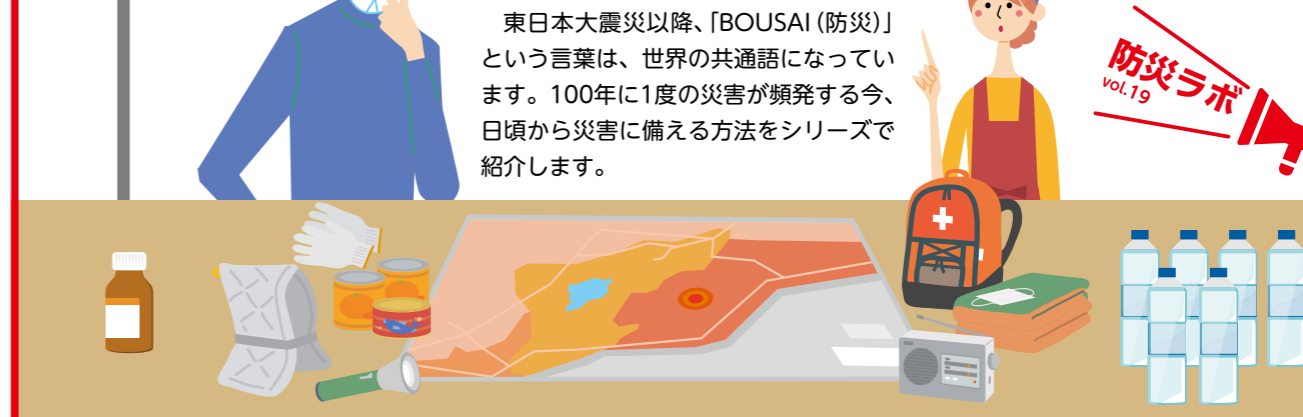 東日本大震災以降、「BOUSAI（防災）」
という言葉は、世界の共通語になってい
ます。100年に1度の災害が頻発する今、
日頃から災害に備える方法をシリーズで
紹介します。
防災ラボ
vol.19